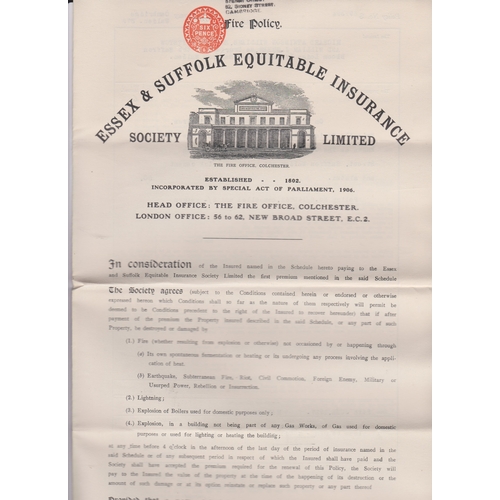 52, SIDNEY STREET,
CAMBRIDGE.
SIX
PENCE
Fire Policy.
ESSEX & SUFFOLK EQUITABLE INSURANCE
SOCIETY LIMITED
THE FIRE OFFICE, COLCHESTER.
ESTABLISHED - - 1802.
INCORPORATED BY SPECIAL ACT OF PARLIAMENT, 1906.
HEAD OFFICE: THE FIRE OFFICE, COLCHESTER.
LONDON OFFICE: 56 to 62, NEW BROAD STREET, E.C.2.
In consideration of the Insured named in the Schedule hereto paying to the Essex
and Suffolk Equitable Insurance Society Limited the first premium mentioned in the said Schedule
The Society agrees (subject to the Conditions contained herein or endorsed or otherwise
expressed hereon which Conditions shall so far as the nature of them respectively will permit be
deemed to be Conditions precedent to the right of the Insured to recover hereunder) that if after
payment of the premium the Property insured described in the said Schedule, or any part of such
Property, be destroyed or damaged by
(1.) Fire (whether resulting from explosion or otherwise) not occasioned by or happening through
(a) Its own spontaneous fermentation or heating or its undergoing any process involving the appli-
cation of heat.
(b) Earthquake, Subterranean Fire, Riot, Civil Commotion, Foreign Enemy, Military or
Usurped Power, Rebellion or Insurrection.
(2.) Lightning;
(3.) Explosion of Boilers used for domestic purposes only;
(4.) Explosion, in a building not being part of any Gas Works, of Gas used for domestic
purposes or used for lighting or heating the building;
at any time before 4 o'clock in the afternoon of the last day of the period of insurance named in the
said Schedule or of any subsequent period in respect of which the Insured shall have paid and the
Society shall have accepted the premium required for the renewal of this Policy, the Society will
pay to the Insured the value of the property at the time of the happening of its destruction or the
amount of such damage or at its option reinstate or replace such property or any part thereof.
Provided that